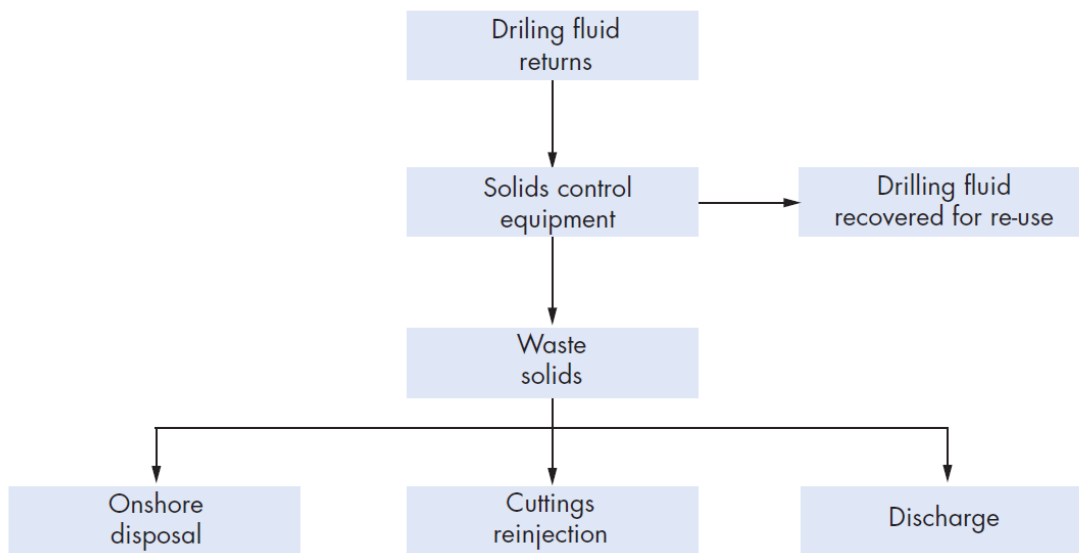 Driling fluid
returns
Solids control
equipment
Drilling fluid
recovered for re-use
Waste
solids
Onshore
disposal
Cuttings
reinjection
Discharge